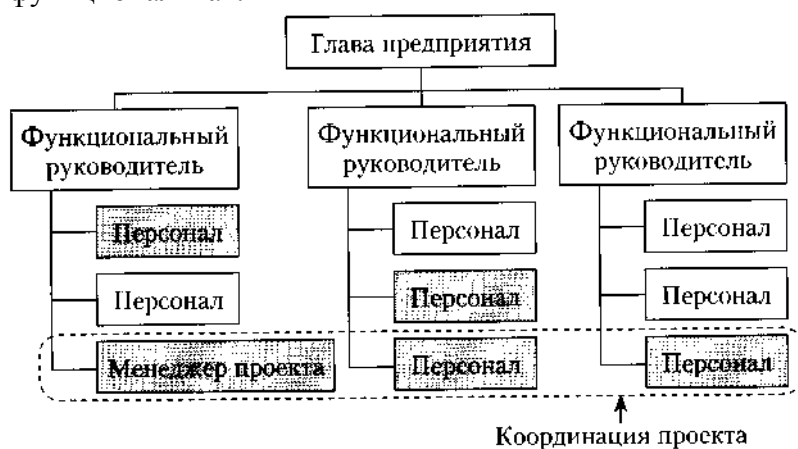 Глава предприятия
Функциональный
руководитель
Функциональный
руководитель
Функциональный
руководитель
Персонал
Персонал
Персонал
Персонал
Персонал
Персонал
Менеджер проекта
Персонал
Персонал
Координация проекта